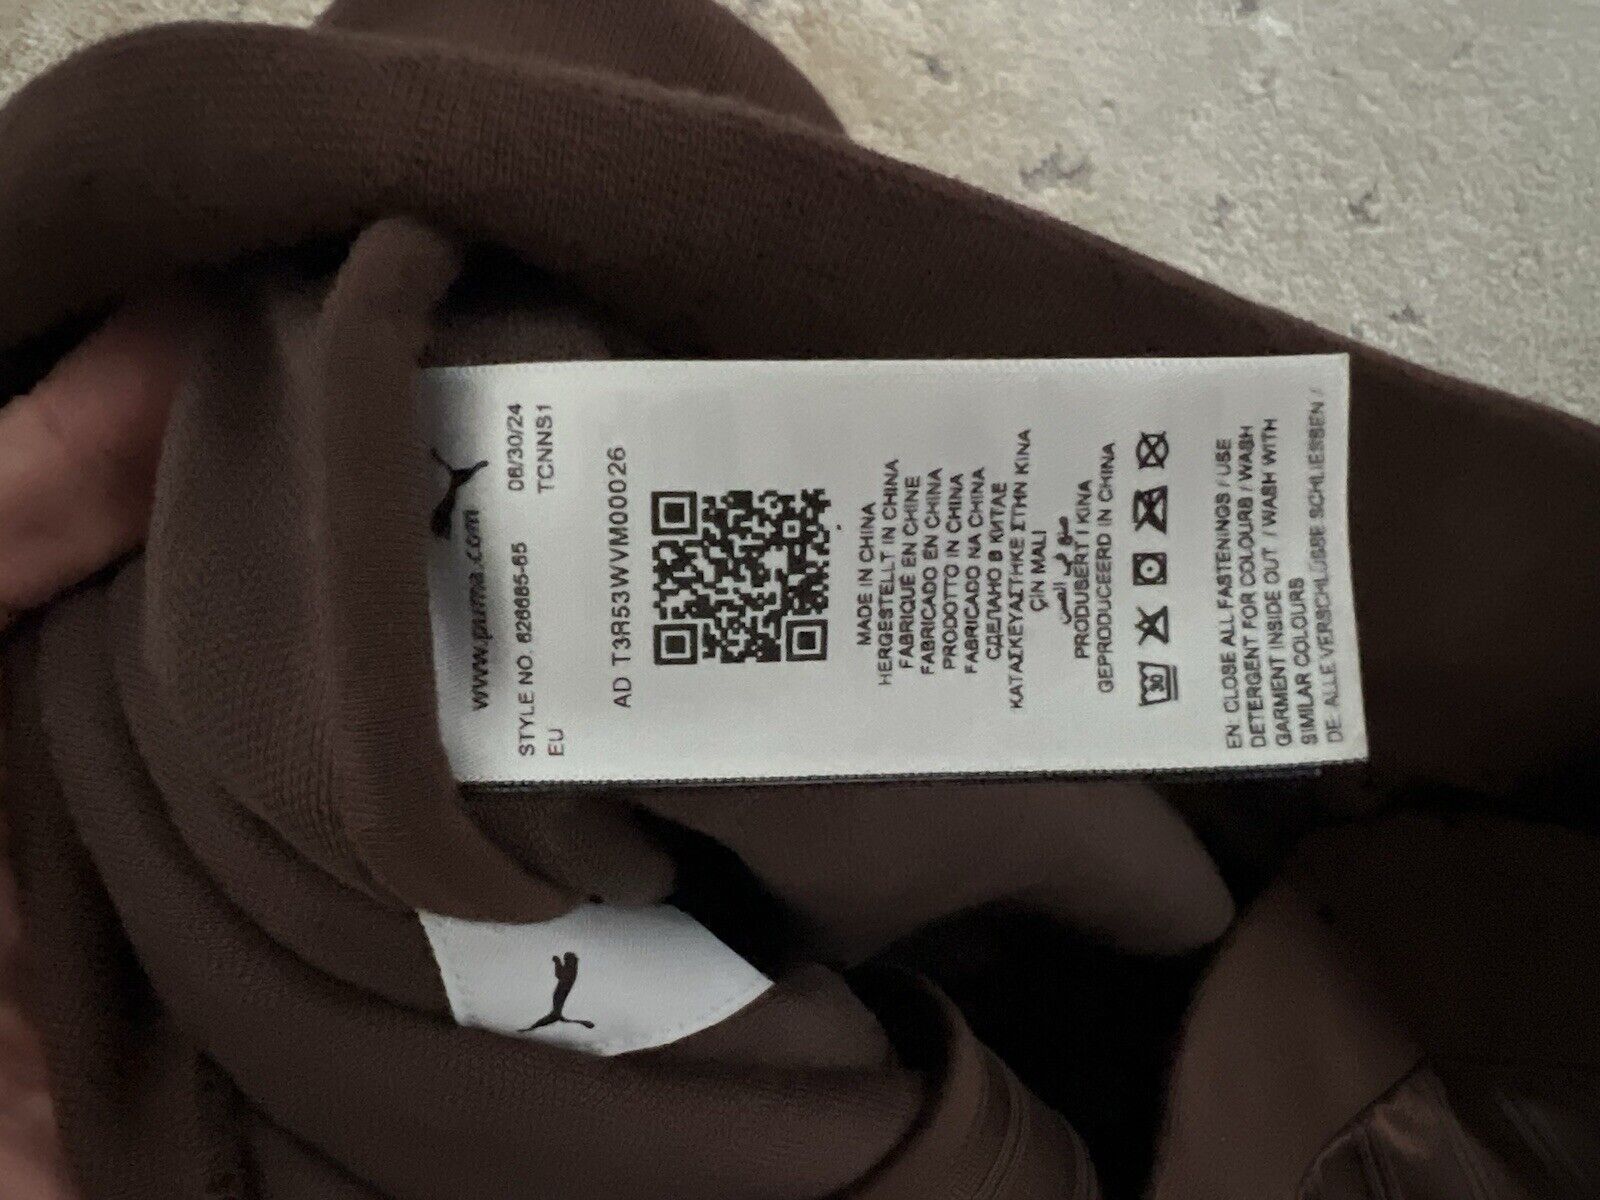 www.puma.com
STYLE NO. 626685-65 06/30/24
EU TCNNS1
AD T3R53WVM00026
MADE IN CHINA
HERGESTELLT IN CHINA
FABRIQUÉ EN CHINE
FABRICADO EN CHINA
PRODOTTO IN CHINA
FABRICADO NA CHINA
СДЕЛАНО В КИТАЕ
ΚΑΤΑΣΚΕΥΑΣΤΗΚΕ ΣΤΗΝ ΚΙΝΑ
ÇIN MALI
صنع في الصين
PRODUSERT I KINA
GEPRODUCEERD IN CHINA
30
EN CLOSE ALL FASTENINGS / USE
DETERGENT FOR COLOURS / WASH
GARMENT INSIDE OUT / WASH WITH
SIMILAR COLOURS
DE ALLE VERSCHLÜSSE SCHLIESSEN /